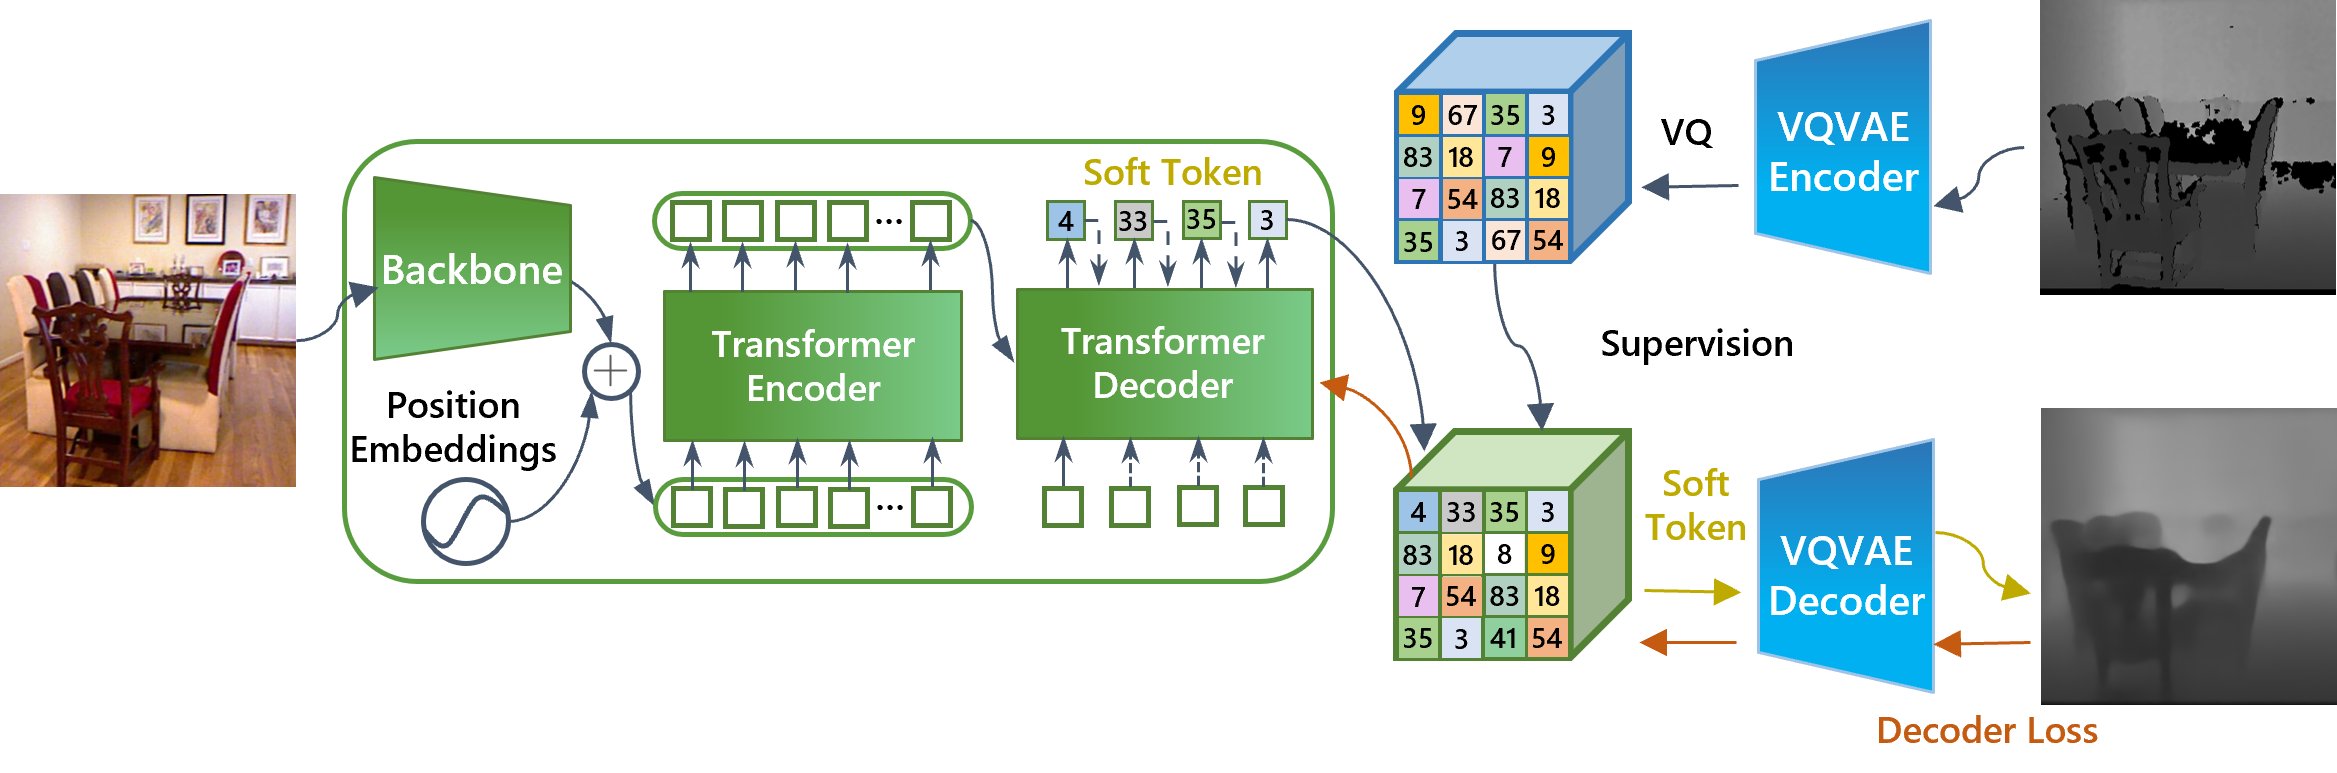 Backbone
Position
Embeddings
...
Transformer
Encoder
...
Soft Token
4 33 35 3
Transformer
Decoder
9 67 35 3
83 18 7 9
7 54 83 18
35 3 67 54
VQ
VQVAE
Encoder
Supervision
4 33 35 3
83 18 8 9
7 54 83 18
35 3 41 54
Soft
Token
VQVAE
Decoder
Decoder Loss